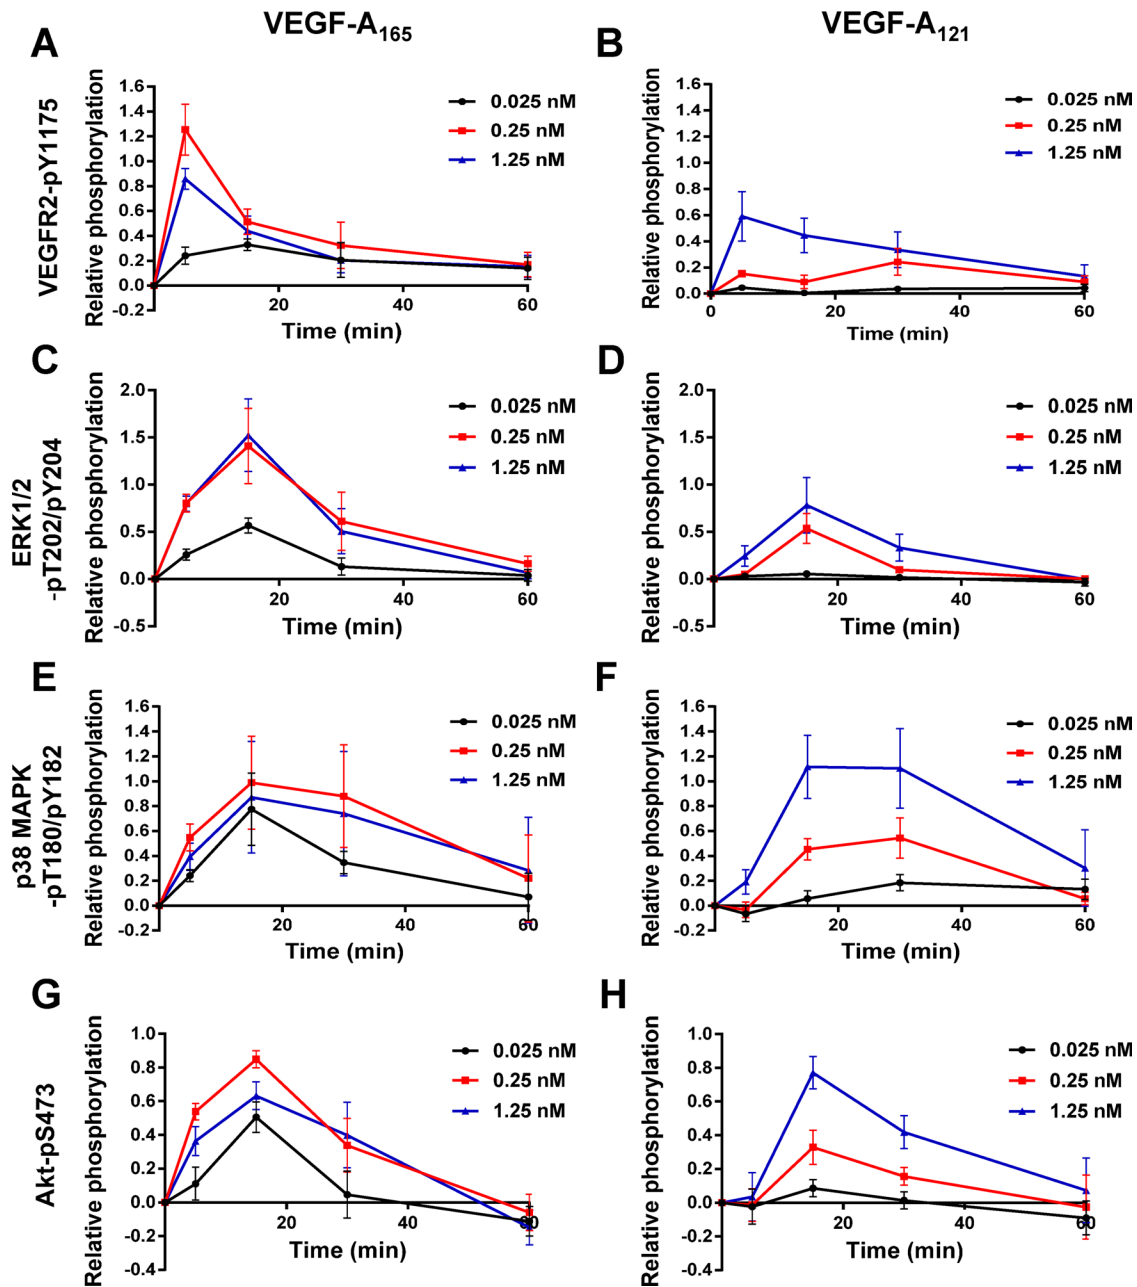 VEGF-A165
VEGF-A121
A
VEGFR2-pY1175
Relative phosphorylation
1.6
1.4
1.2
1.0
0.8
0.6
0.4
0.2
0.0
-0.2
20
40
60
Time (min)
0.025 nM
0.25 nM
1.25 nM
B
Relative phosphorylation
1.6
1.4
1.2
1.0
0.8
0.6
0.4
0.2
0.0
0
20
40
60
Time (min)
0.025 nM
0.25 nM
1.25 nM
C
ERK1/2
-pT202/pY204
Relative phosphorylation
2.0
1.5
1.0
0.5
0.0
-0.5
20
40
60
Time (min)
0.025 nM
0.25 nM
1.25 nM
D
Relative phosphorylation
2.0
1.5
1.0
0.5
0.0
-0.5
20
40
60
Time (min)
0.025 nM
0.25 nM
1.25 nM
E
p38 MAPK
-pT180/pY182
Relative phosphorylation
1.6
1.4
1.2
1.0
0.8
0.6
0.4
0.2
0.0
-0.2
20
40
60
Time (min)
0.025 nM
0.25 nM
1.25 nM
F
Relative phosphorylation
1.6
1.4
1.2
1.0
0.8
0.6
0.4
0.2
0.0
-0.2
20
40
60
Time (min)
0.025 nM
0.25 nM
1.25 nM
G
Akt-pS473
Relative phosphorylation
1.0
0.8
0.6
0.4
0.2
0.0
-0.2
-0.4
20
40
60
Time (min)
0.025 nM
0.25 nM
1.25 nM
H
Relative phosphorylation
1.0
0.8
0.6
0.4
0.2
0.0
-0.2
-0.4
20
40
60
Time (min)
0.025 nM
0.25 nM
1.25 nM